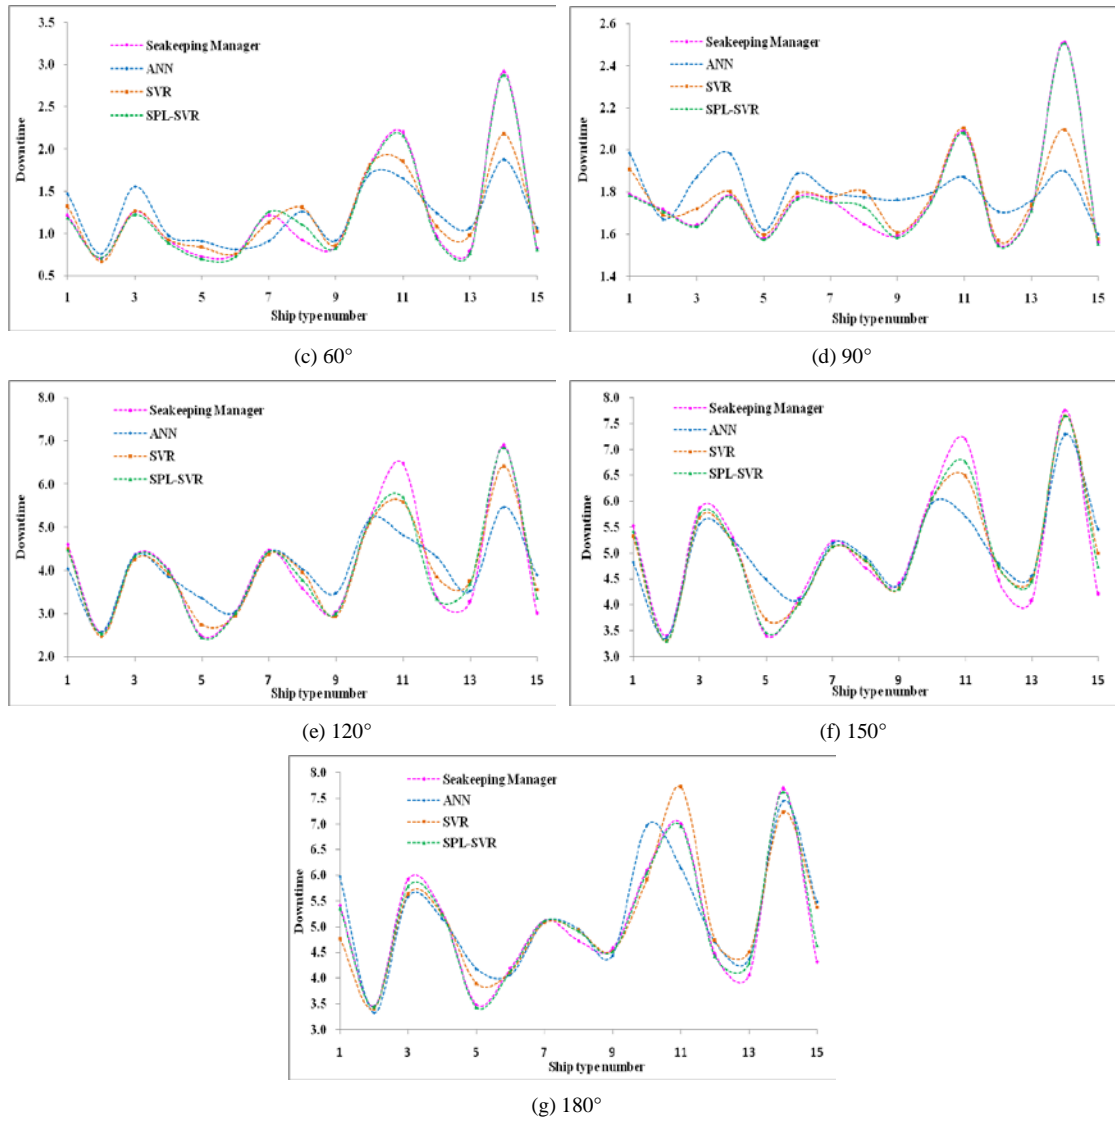 3.5
3.0
2.5
2.0
1.5
1.0
0.5
Downtime
Seakeeping Manager
ANN
SVR
SPL-SVR
1 3 5 7 9 11 13 15
Ship type number
(c) 60°
2.6
2.4
2.2
2.0
1.8
1.6
1.4
Downtime
Seakeeping Manager
ANN
SVR
SPL-SVR
1 3 5 7 9 11 13 15
Ship type number
(d) 90°
8.0
7.0
6.0
5.0
4.0
3.0
2.0
Downtime
Seakeeping Manager
ANN
SVR
SPL-SVR
1 3 5 7 9 11 13 15
Ship type number
(e) 120°
8.0
7.5
7.0
6.5
6.0
5.5
5.0
4.5
4.0
3.5
3.0
Downtime
Seakeeping Manager
ANN
SVR
SPL-SVR
1 3 5 7 9 11 13 15
Ship type number
(f) 150°
8.0
7.5
7.0
6.5
6.0
5.5
5.0
4.5
4.0
3.5
3.0
Downtime
Seakeeping Manager
ANN
SVR
SPL-SVR
1 3 5 7 9 11 13 15
Ship type number
(g) 180°